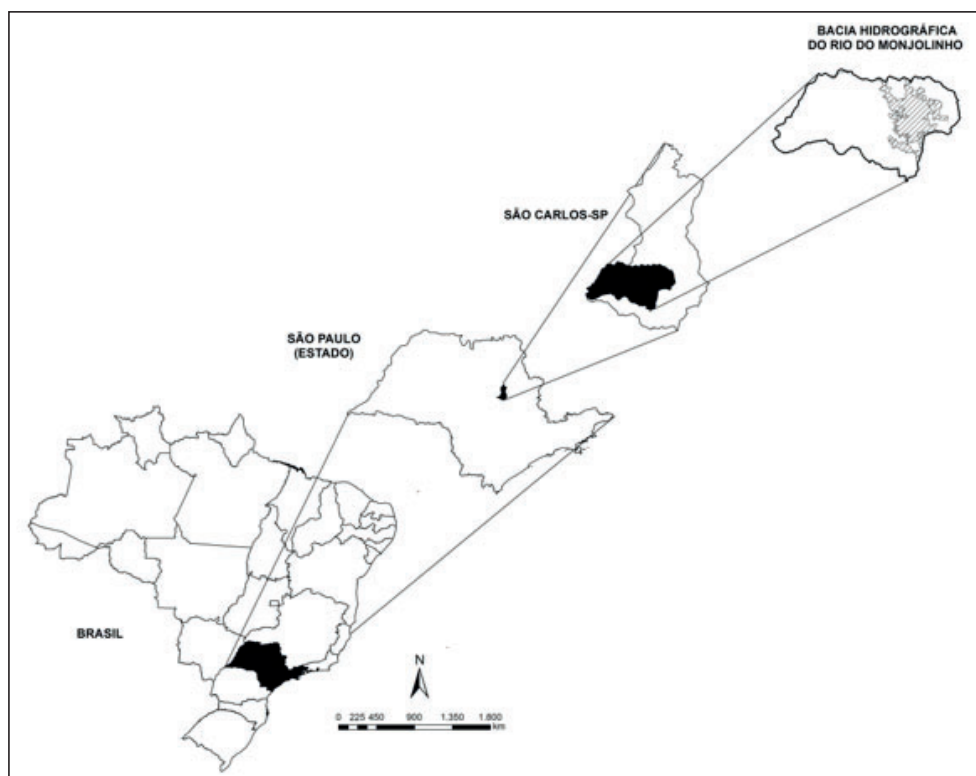 BACIA HIDROGRÁFICA
DO RIO DO MONJOLINHO
SÃO CARLOS-SP
SÃO PAULO
(ESTADO)
BRASIL
N
0 225 450 900 1.350 1.800
km